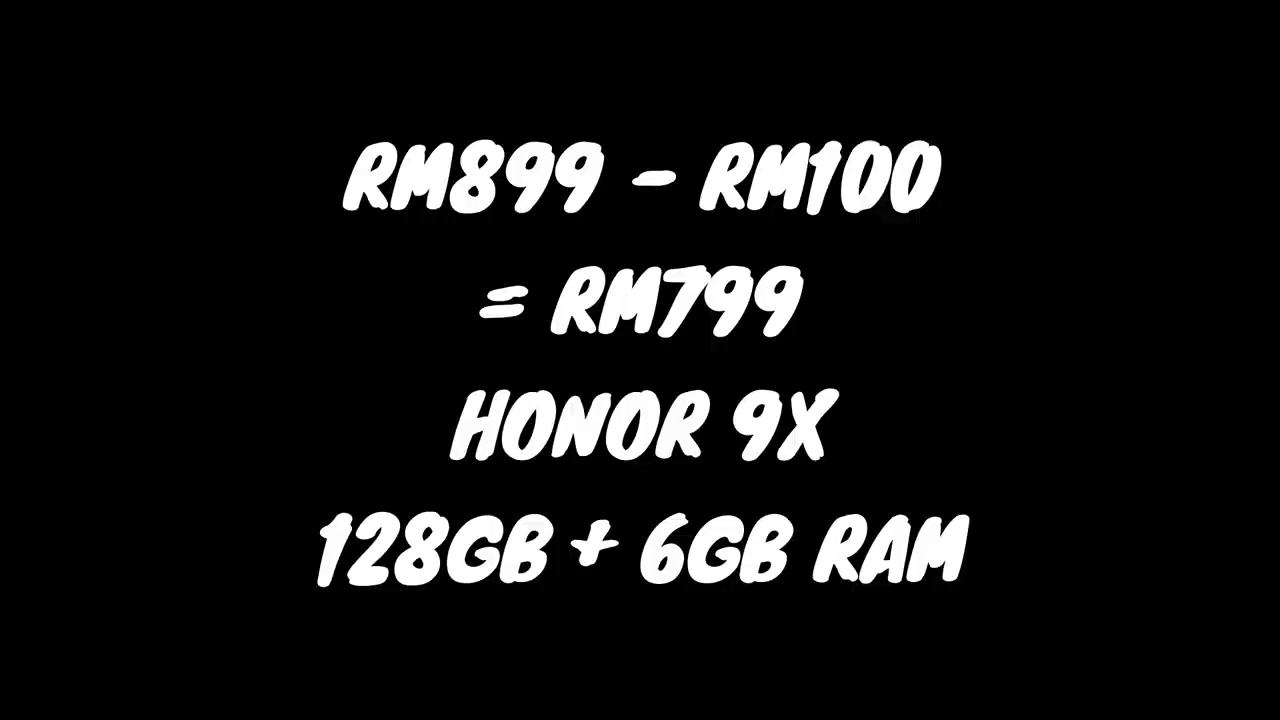 RM899 - RM100
= RM799
HONOR 9X
128GB + 6GB RAM